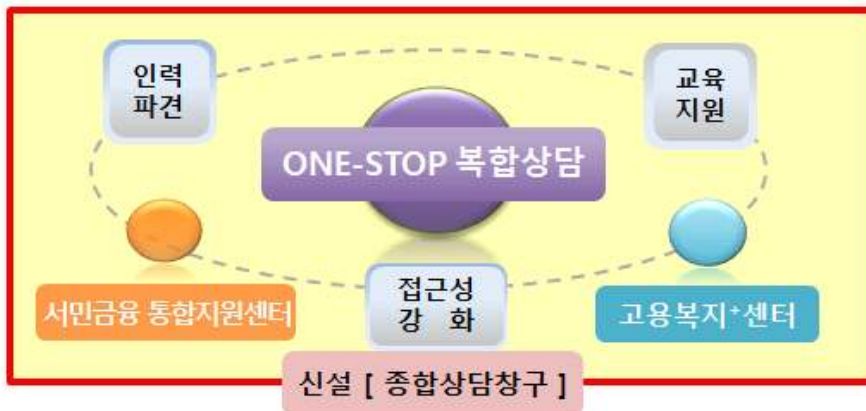 인력
파견
교육
지원
ONE-STOP 복합상담
서민금융 통합지원센터
접근성
강 화
고용복지⁺센터
신설 [ 종합상담창구 ]